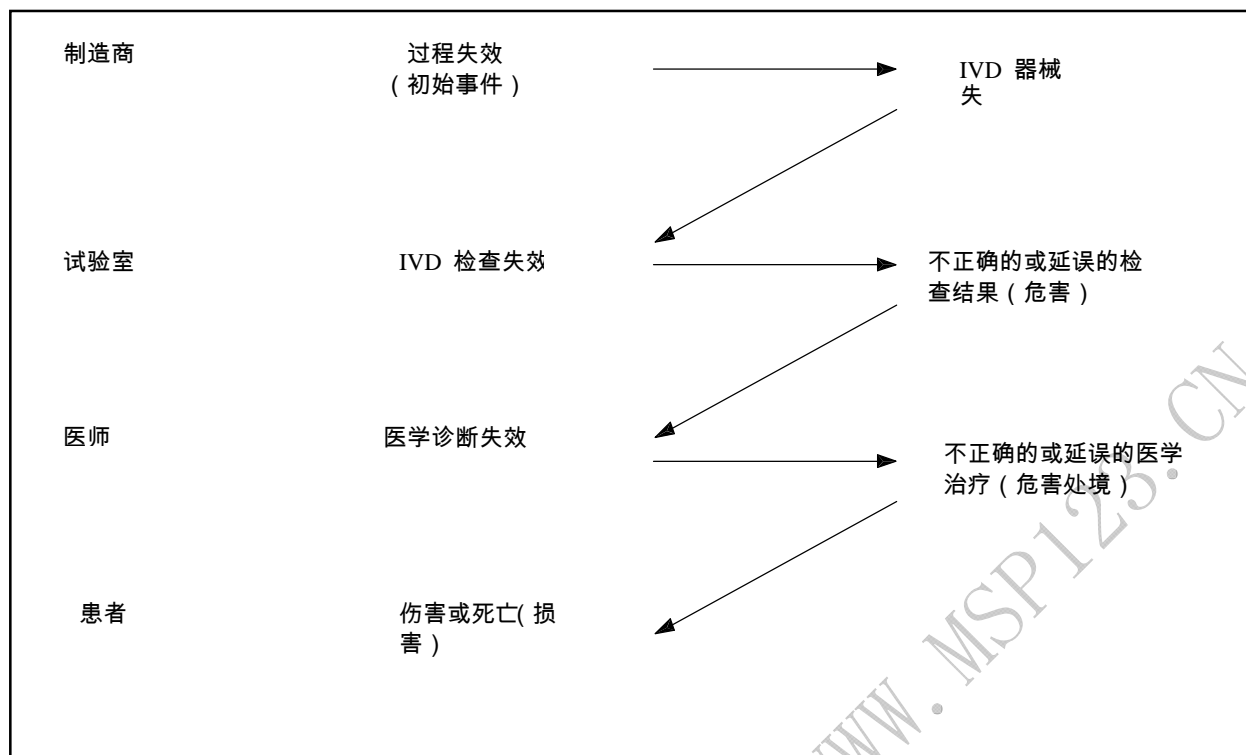 制造商
过程失效
（初始事件）
IVD 器械
失
试验室
IVD 检查失效
不正确的或延误的检
查结果（危害）
医师
医学诊断失效
不正确的或延误的医学
治疗（危害处境）
患者
伤害或死亡（损
害）
WWW.MSP123.CN